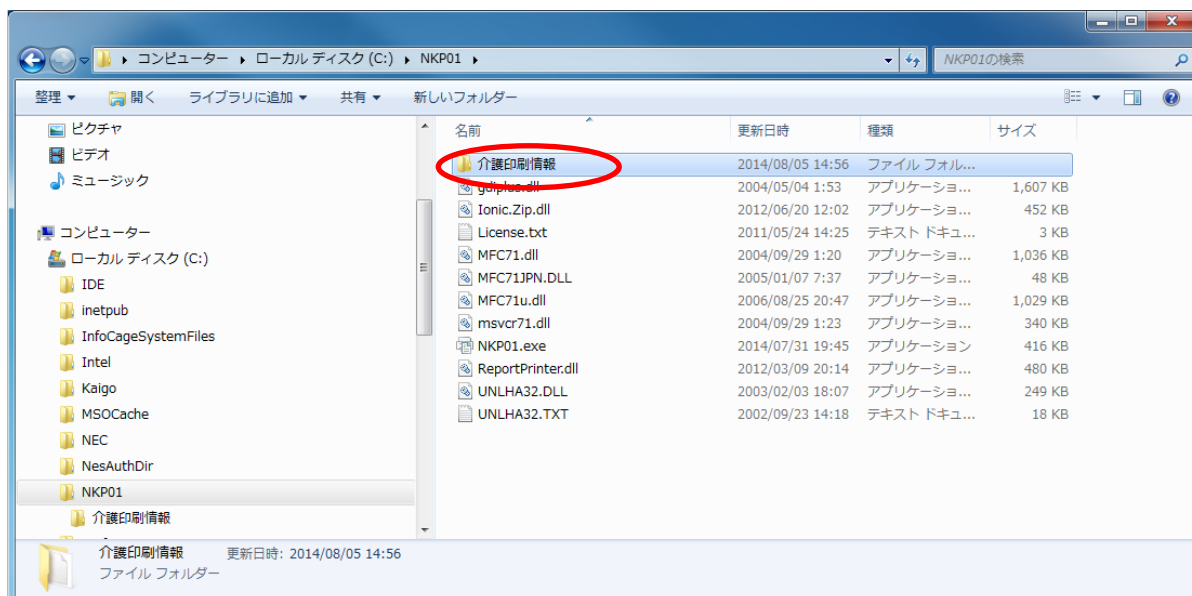 コンピューター ▸ ローカル ディスク (C:) ▸ NKP01 ▸ NKP01の検索
整理 ▼ 開く ライブラリに追加 ▼ 共有 ▼ 新しいフォルダー
ピクチャ
ビデオ
ミュージック
コンピューター
ローカル ディスク (C:)
IDE
inetpub
InfoCageSystemFiles
Intel
Kaigo
MSOCache
NEC
NesAuthDir
NKP01
介護印刷情報
名前 更新日時 種類 サイズ
介護印刷情報 2014/08/05 14:56 ファイル フォル...
gdiplus.dll 2004/05/04 1:53 アプリケーショ... 1,607 KB
Ionic.Zip.dll 2012/06/20 12:02 アプリケーショ... 452 KB
License.txt 2011/05/24 14:25 テキスト ドキュ... 3 KB
MFC71.dll 2004/09/29 1:20 アプリケーショ... 1,036 KB
MFC71JPN.DLL 2005/01/07 7:37 アプリケーショ... 48 KB
MFC71u.dll 2006/08/25 20:47 アプリケーショ... 1,029 KB
msvcr71.dll 2004/09/29 1:23 アプリケーショ... 340 KB
NKP01.exe 2014/07/31 19:45 アプリケーション 416 KB
ReportPrinter.dll 2012/03/09 20:14 アプリケーショ... 480 KB
UNLHA32.DLL 2003/02/03 18:07 アプリケーショ... 249 KB
UNLHA32.TXT 2002/09/23 14:18 テキスト ドキュ... 18 KB
介護印刷情報 更新日時: 2014/08/05 14:56
ファイル フォルダー